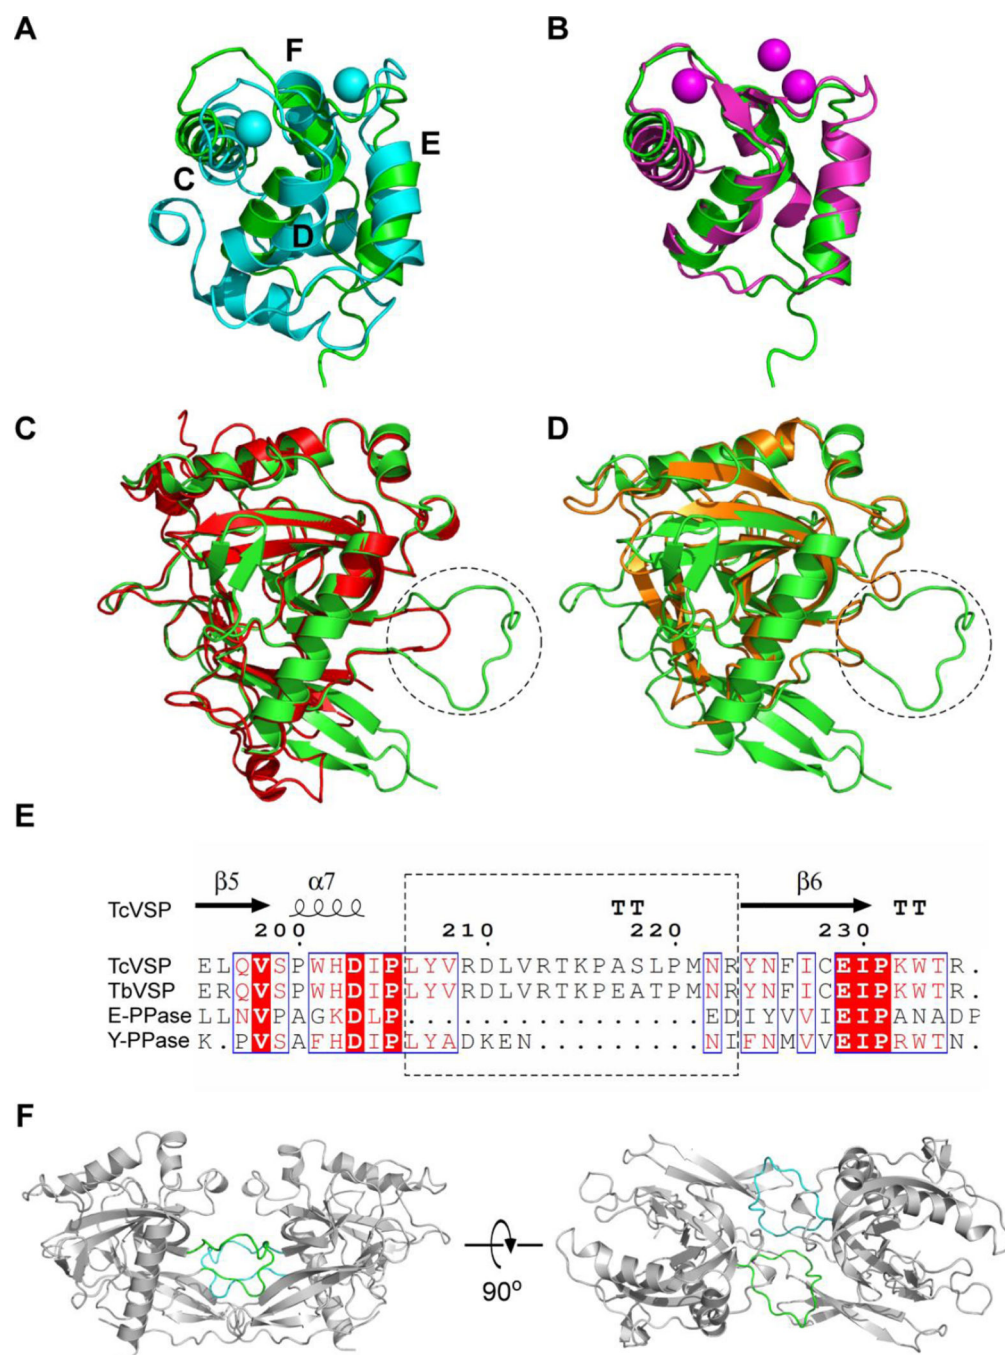 A
B
F
E
C
D
C
D
E
β5 α7 β6
TcVSP TT TT
200 210 220 230
TcVSP ELQVSPWHDIPLYVRDLVRTKPASLPMNRYNFICEIPKWTR.
TbVSP ERQVSPWHDIPLYVRDLVRTKPEATPMNRYNFICEIPKWTR.
E-PPase LLNVPAGKDLP................EDIYVVIEIPANADP
Y-PPase K.PVSAFHDIPLYADKEN.........NIFNMVVEIPRWTN.
F
90º